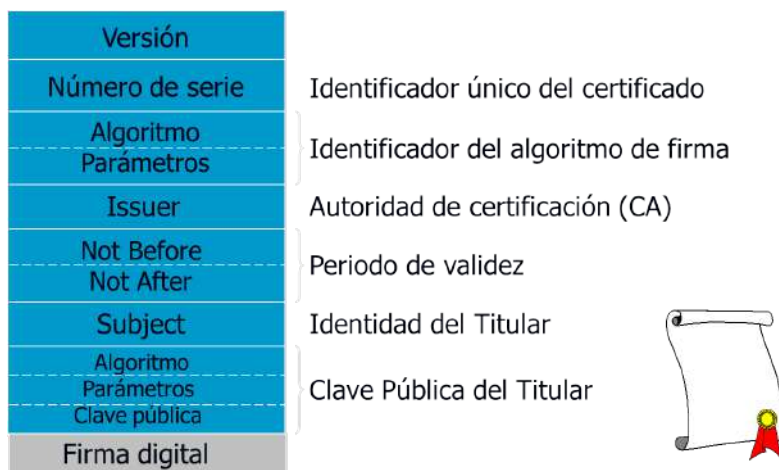 Versión
Número de serie
Identificador único del certificado
Algoritmo
Parámetros
Identificador del algoritmo de firma
Issuer
Autoridad de certificación (CA)
Not Before
Not After
Periodo de validez
Subject
Identidad del Titular
Algoritmo
Parámetros
Clave pública
Clave Pública del Titular
Firma digital